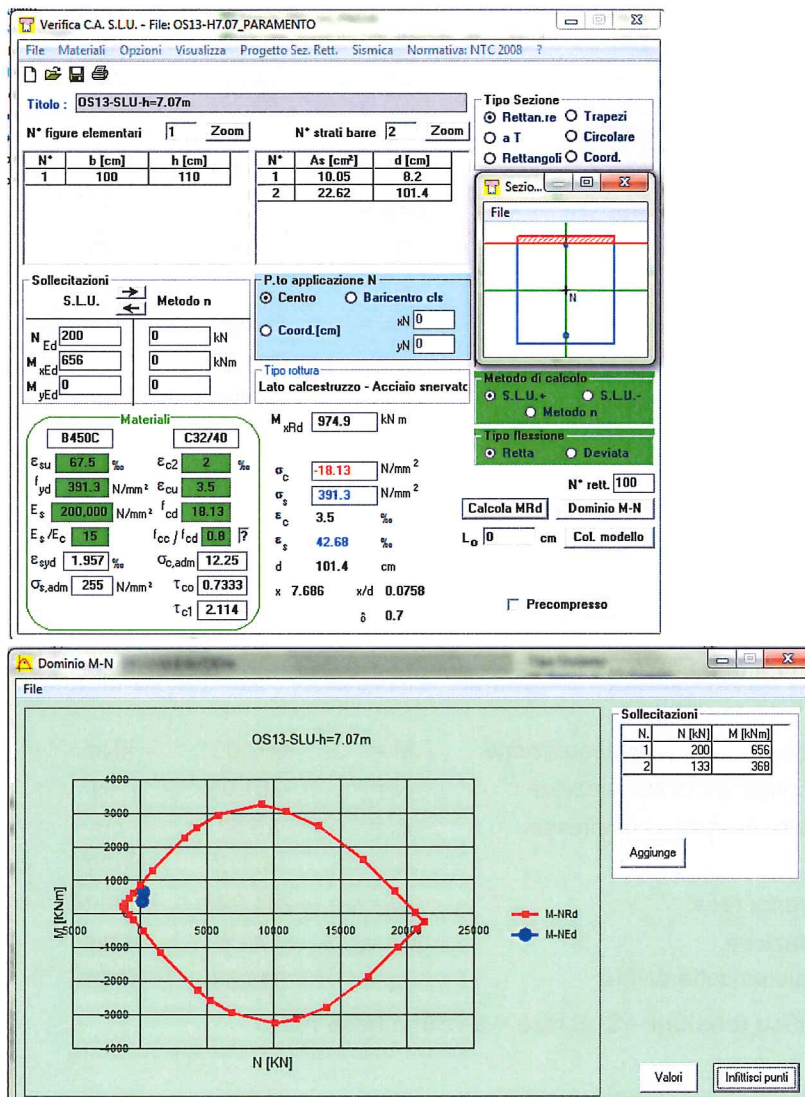 Verifica C.A. S.L.U. - File: OS13-H7.07_PARAMENTO
File Materiali Opzioni Visualizza Progetto Sez. Rett. Sismica Normativa: NTC 2008 ?
Titolo : OS13-SLU-h=7.07m
N° figure elementari 1 Zoom N° strati barre 2 Zoom
N° b [cm] h [cm]
1 100 110
N° As [cm²] d [cm]
1 10.05 8.2
2 22.62 101.4
Tipo Sezione
Rettan.re Trapezi
a T Circolare
Rettangoli Coord.
Sezio...
File
N
Sollecitazioni
S.L.U. Metodo n
N Ed 200 0 kN
M xEd 656 0 kNm
M yEd 0 0
P.to applicazione N
Centro Baricentro cls
Coord.[cm] xN 0
yN 0
Tipo rottura
Lato calcestruzzo - Acciaio snervato
Metodo di calcolo
S.L.U.+ S.L.U.-
Metodo n
Tipo flessione
Retta Deviata
Materiali
B450C C32/40
εsu 67.5 ‰ εc2 2 ‰
fyd 391.3 N/mm² εcu 3.5
Es 200,000 N/mm² fcd 18.13
Es/Ec 15 fcc / fcd 0.8 ?
εsyd 1.957 ‰ σc,adm 12.25
σs,adm 255 N/mm² τco 0.7333
τc1 2.114
M xRd 974.9 kN m
σc -18.13 N/mm²
σs 391.3 N/mm²
εc 3.5 ‰
εs 42.68 ‰
d 101.4 cm
x 7.686 x/d 0.0758
δ 0.7
N° rett. 100
Calcola MRd Dominio M-N
Lo 0 cm Col. modello
Precompresso
Dominio M-N
File
OS13-SLU-h=7.07m
M [KNm]
4000
3000
2000
1000
5000 0 5000 10000 15000 20000 25000
-1000
-2000
-3000
-4000
N [KN]
M-NRd
M-NEd
Sollecitazioni
N. N [kN] M [kNm]
1 200 656
2 133 368
Aggiunge
Valori Infittisci punti